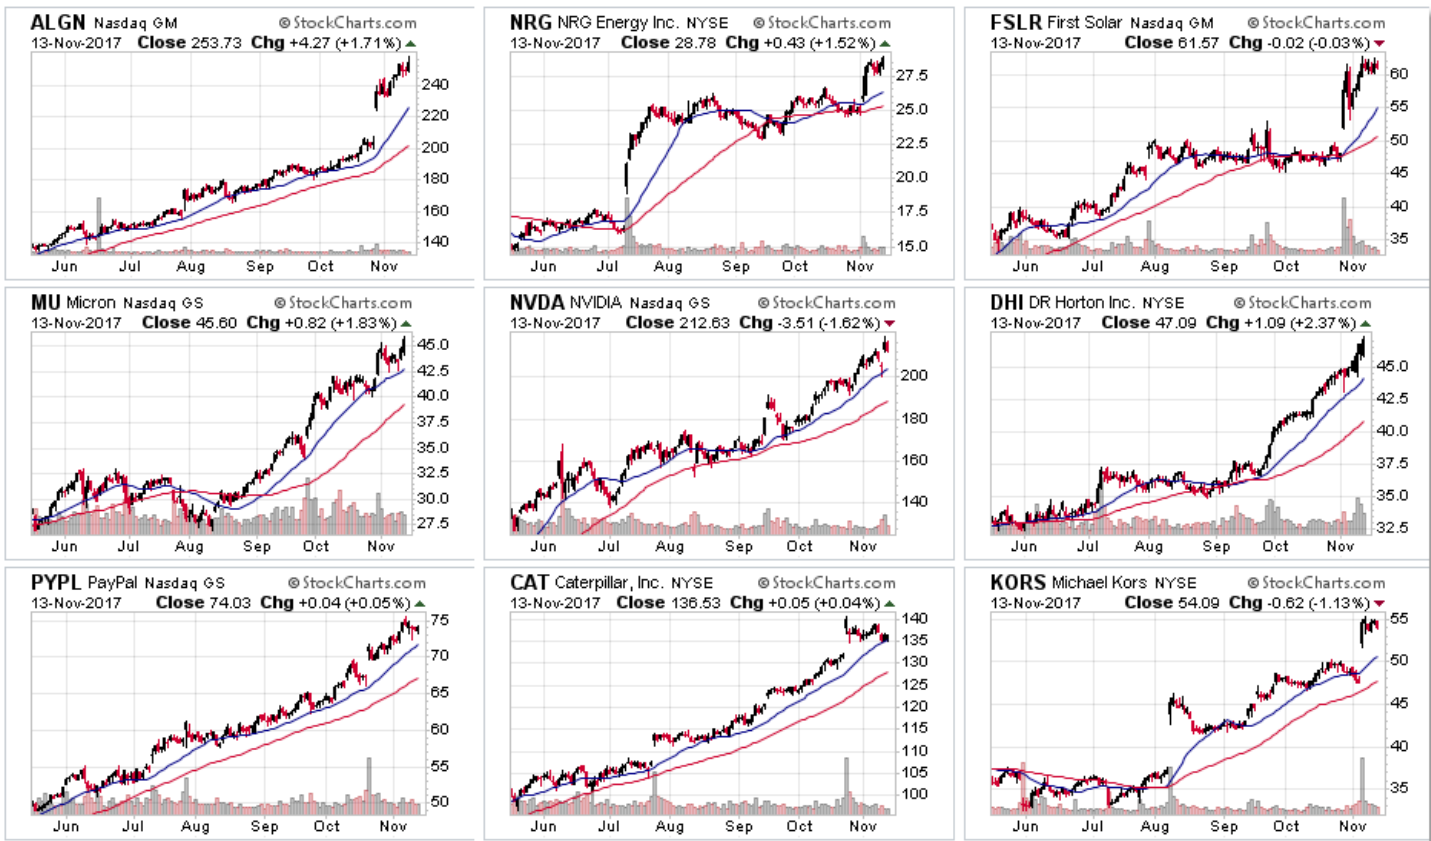 ALGN Nasdaq GM © StockCharts.com
13-Nov-2017 Close 253.73 Chg +4.27 (+1.71%)
240
220
200
180
160
140
Jun Jul Aug Sep Oct Nov
NRG NRG Energy Inc. NYSE © StockCharts.com
13-Nov-2017 Close 28.78 Chg +0.43 (+1.52%)
27.5
25.0
22.5
20.0
17.5
15.0
Jun Jul Aug Sep Oct Nov
FSLR First Solar Nasdaq GM © StockCharts.com
13-Nov-2017 Close 61.57 Chg -0.02 (-0.03%)
60
55
50
45
40
35
Jun Jul Aug Sep Oct Nov
MU Micron Nasdaq GS © StockCharts.com
13-Nov-2017 Close 45.60 Chg +0.82 (+1.83%)
45.0
42.5
40.0
37.5
35.0
32.5
30.0
27.5
Jun Jul Aug Sep Oct Nov
NVDA NVIDIA Nasdaq GS © StockCharts.com
13-Nov-2017 Close 212.63 Chg -3.51 (-1.62%)
200
180
160
140
Jun Jul Aug Sep Oct Nov
DHI DR Horton Inc. NYSE © StockCharts.com
13-Nov-2017 Close 47.09 Chg +1.09 (+2.37%)
45.0
42.5
40.0
37.5
35.0
32.5
Jun Jul Aug Sep Oct Nov
PYPL PayPal Nasdaq GS © StockCharts.com
13-Nov-2017 Close 74.03 Chg +0.04 (+0.05%)
75
70
65
60
55
50
Jun Jul Aug Sep Oct Nov
CAT Caterpillar, Inc. NYSE © StockCharts.com
13-Nov-2017 Close 136.53 Chg +0.05 (+0.04%)
140
135
130
125
120
115
110
105
100
Jun Jul Aug Sep Oct Nov
KORS Michael Kors NYSE © StockCharts.com
13-Nov-2017 Close 54.09 Chg -0.62 (-1.13%)
55
50
45
40
35
Jun Jul Aug Sep Oct Nov